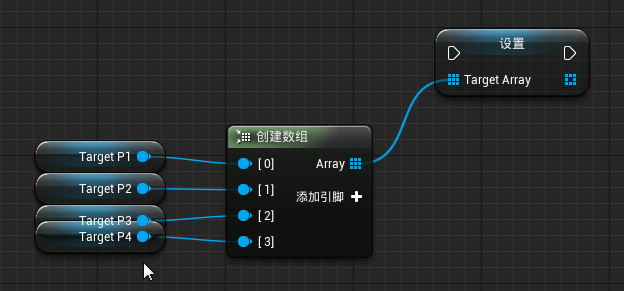 设置
Target Array
创建数组
Target P1
[ 0]
Array
Target P2
[ 1]
添加引脚
Target P3
[ 2]
Target P4
[ 3]